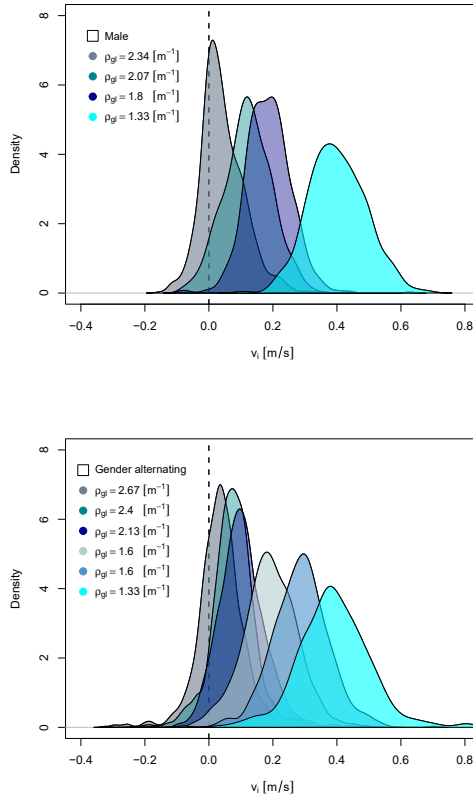 8
6
4
2
0
Density
Male
ρgl = 2.34 [m⁻¹]
ρgl = 2.07 [m⁻¹]
ρgl = 1.8 [m⁻¹]
ρgl = 1.33 [m⁻¹]
−0.4 −0.2 0.0 0.2 0.4 0.6 0.8
vi [m/s]
8
6
4
2
0
Density
Gender alternating
ρgl = 2.67 [m⁻¹]
ρgl = 2.4 [m⁻¹]
ρgl = 2.13 [m⁻¹]
ρgl = 1.6 [m⁻¹]
ρgl = 1.6 [m⁻¹]
ρgl = 1.33 [m⁻¹]
−0.4 −0.2 0.0 0.2 0.4 0.6 0.8
vi [m/s]